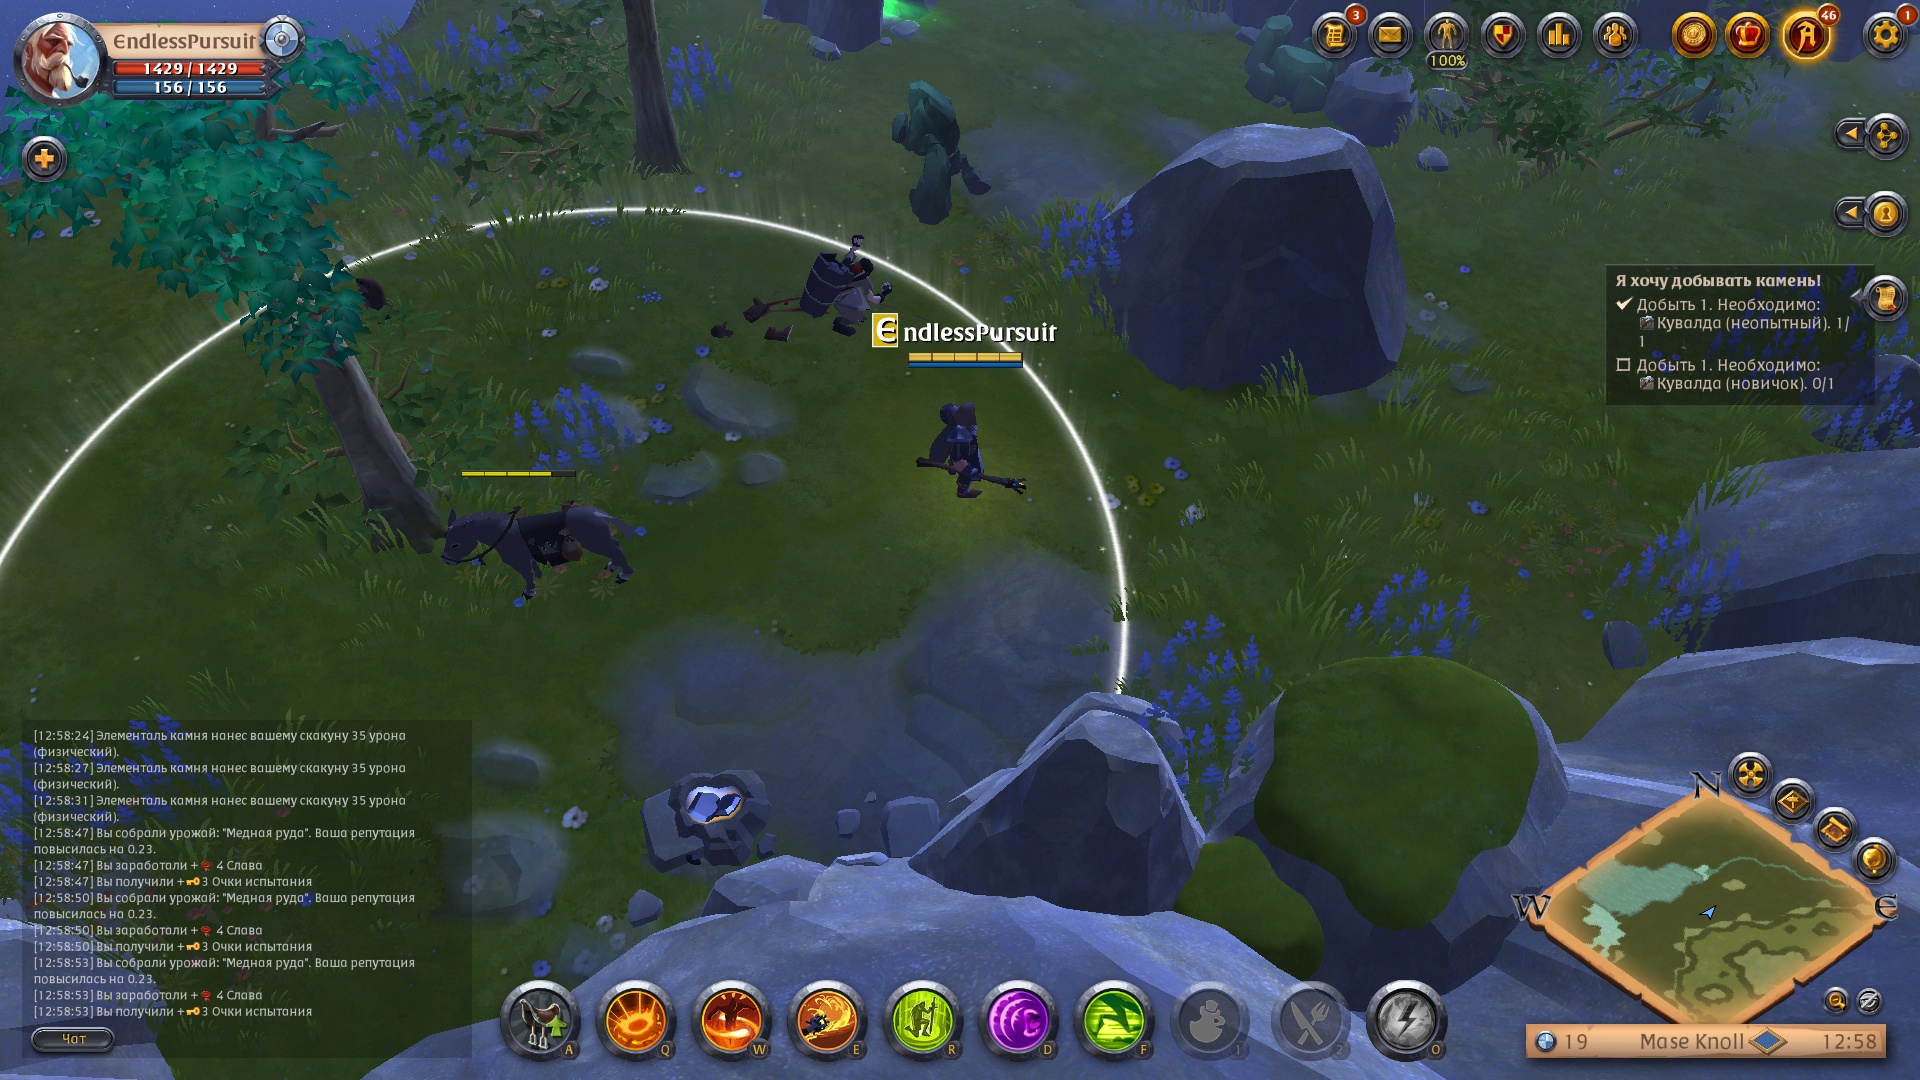 EndlessPursuit
1429 / 1429
156 / 156
3
100%
46
1
Я хочу добывать камень!
Добыть 1. Необходимо:
Кувалда (неопытный). 1/
1
Добыть 1. Необходимо:
Кувалда (новичок). 0/1
EndlessPursuit
[12:58:24] Элементаль камня нанес вашему скакуну 35 урона
(физический).
[12:58:27] Элементаль камня нанес вашему скакуну 35 урона
(физический).
[12:58:31] Элементаль камня нанес вашему скакуну 35 урона
(физический).
[12:58:47] Вы собрали урожай: "Медная руда". Ваша репутация
повысилась на 0.23.
[12:58:47] Вы заработали + 4 Слава
[12:58:47] Вы получили + 3 Очки испытания
[12:58:50] Вы собрали урожай: "Медная руда". Ваша репутация
повысилась на 0.23.
[12:58:50] Вы заработали + 4 Слава
[12:58:50] Вы получили + 3 Очки испытания
[12:58:53] Вы собрали урожай: "Медная руда". Ваша репутация
повысилась на 0.23.
[12:58:53] Вы заработали + 4 Слава
[12:58:53] Вы получили + 3 Очки испытания
Чат
A Q W E R D F 1 2 O
N
W E
19 Mase Knoll 12:58